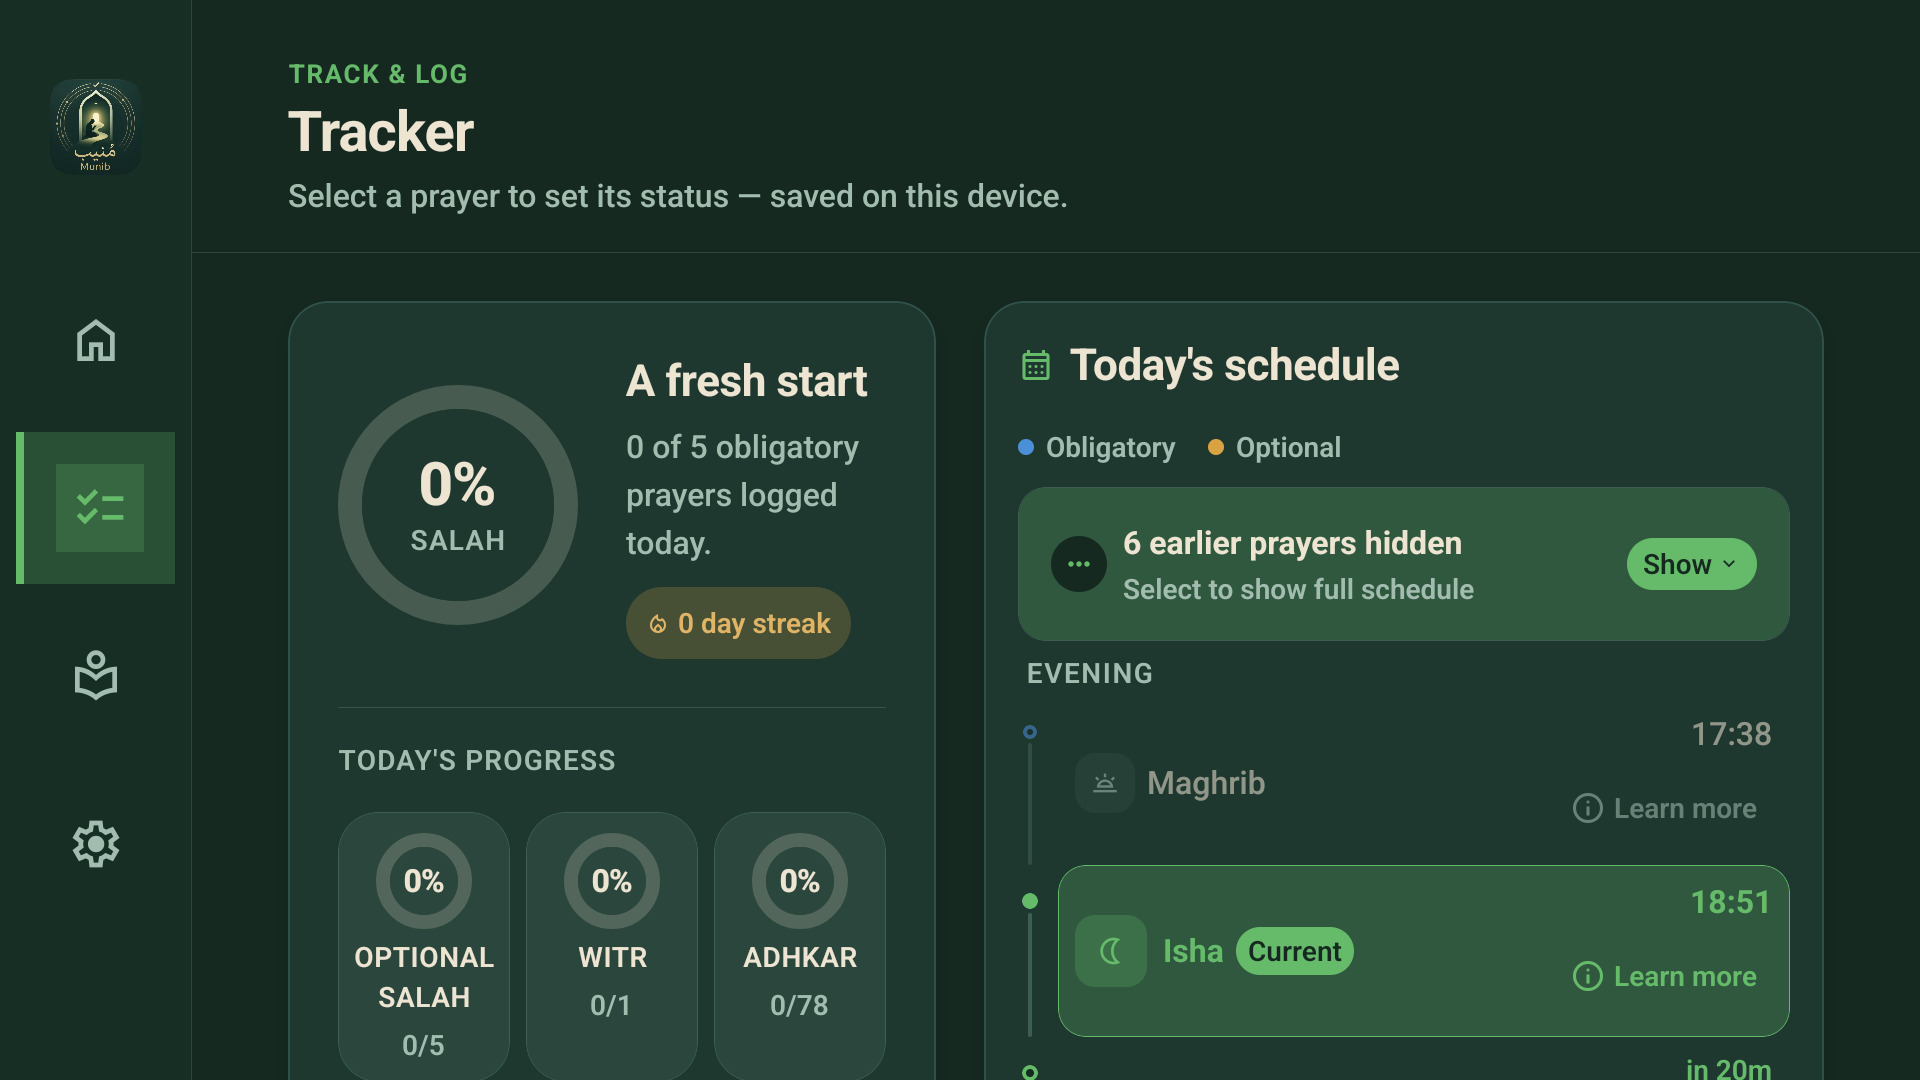 مُنيب
Munib
TRACK & LOG
Tracker
Select a prayer to set its status — saved on this device.
0%
SALAH
A fresh start
0 of 5 obligatory
prayers logged
today.
0 day streak
TODAY'S PROGRESS
0%
OPTIONAL
SALAH
0/5
0%
WITR
0/1
0%
ADHKAR
0/78
Today's schedule
Obligatory
Optional
6 earlier prayers hidden
Select to show full schedule
Show
EVENING
17:38
Maghrib
Learn more
18:51
Isha
Current
Learn more
in 20m